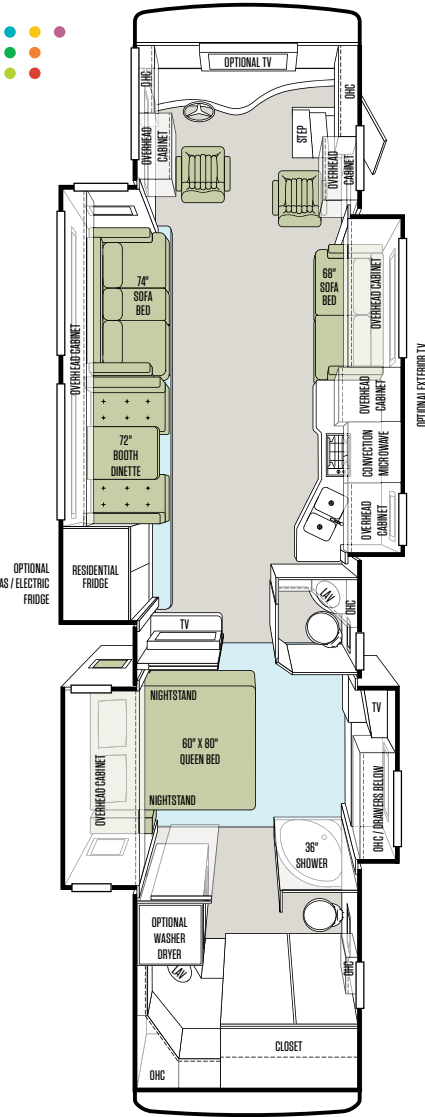 OPTIONAL TV
OHC
OHC
STEP
OVERHEAD CABINET
OVERHEAD
CABINET
74"
SOFA
BED
68"
SOFA
BED
OVERHEAD CABINET
OVERHEAD CABINET
OPTIONAL EXTERIOR TV
OVERHEAD
CABINET
72"
BOOTH
DINETTE
CONVECTION
MICROWAVE
OVERHEAD
CABINET
OPTIONAL
AS / ELECTRIC
FRIDGE
RESIDENTIAL
FRIDGE
LAV
OHC
TV
NIGHTSTAND
60" X 80"
QUEEN BED
NIGHTSTAND
OVERHEAD CABINET
TV
OHC / DRAWERS BELOW
36"
SHOWER
OPTIONAL
WASHER
DRYER
LAV
OHC
CLOSET
OHC